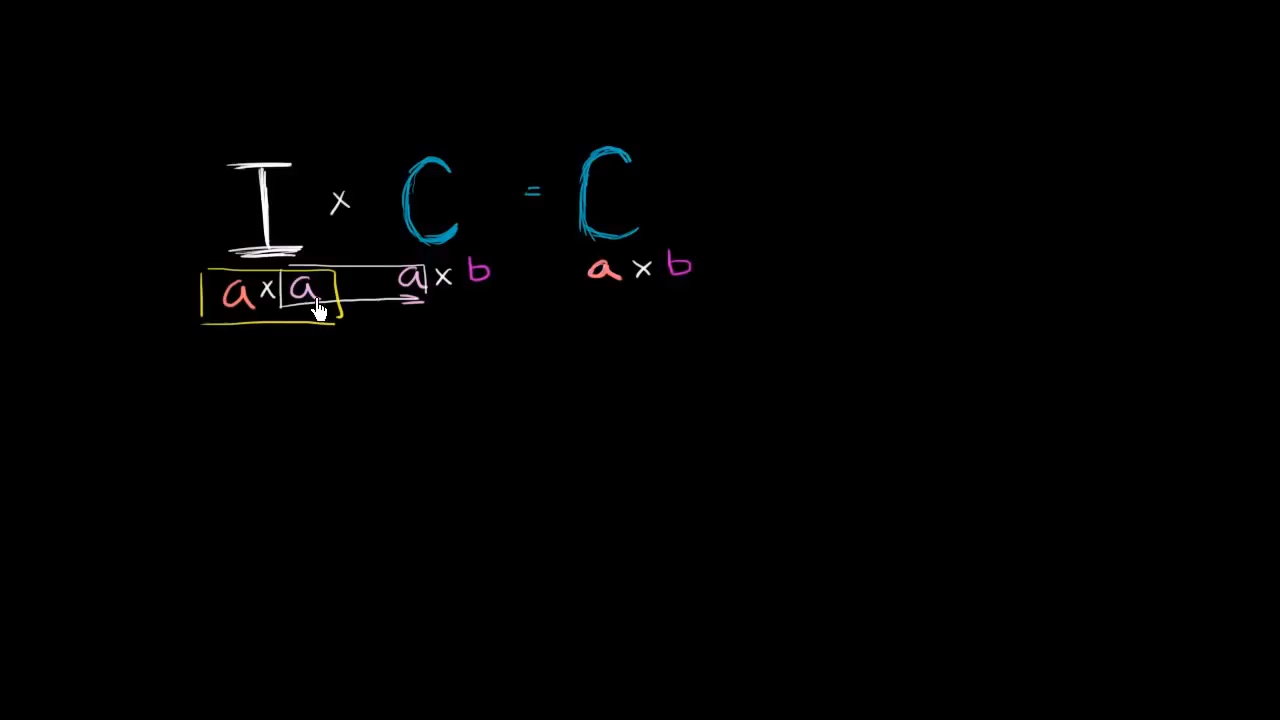 I × C = C
a × a a × b a × b